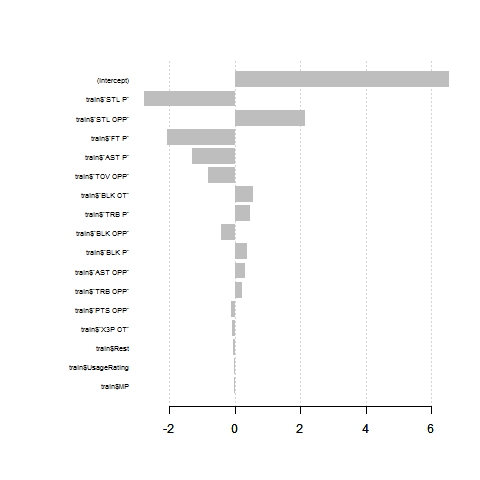 (Intercept)
train$`STL P`
train$`STL OPP`
train$`FT P`
train$`AST P`
train$`TOV OPP`
train$`BLK OT`
train$`TRB P`
train$`BLK OPP`
train$`BLK P`
train$`AST OPP`
train$`TRB OPP`
train$`PTS OPP`
train$`X3P OT`
train$Rest
train$UsageRating
train$MP
-2 0 2 4 6